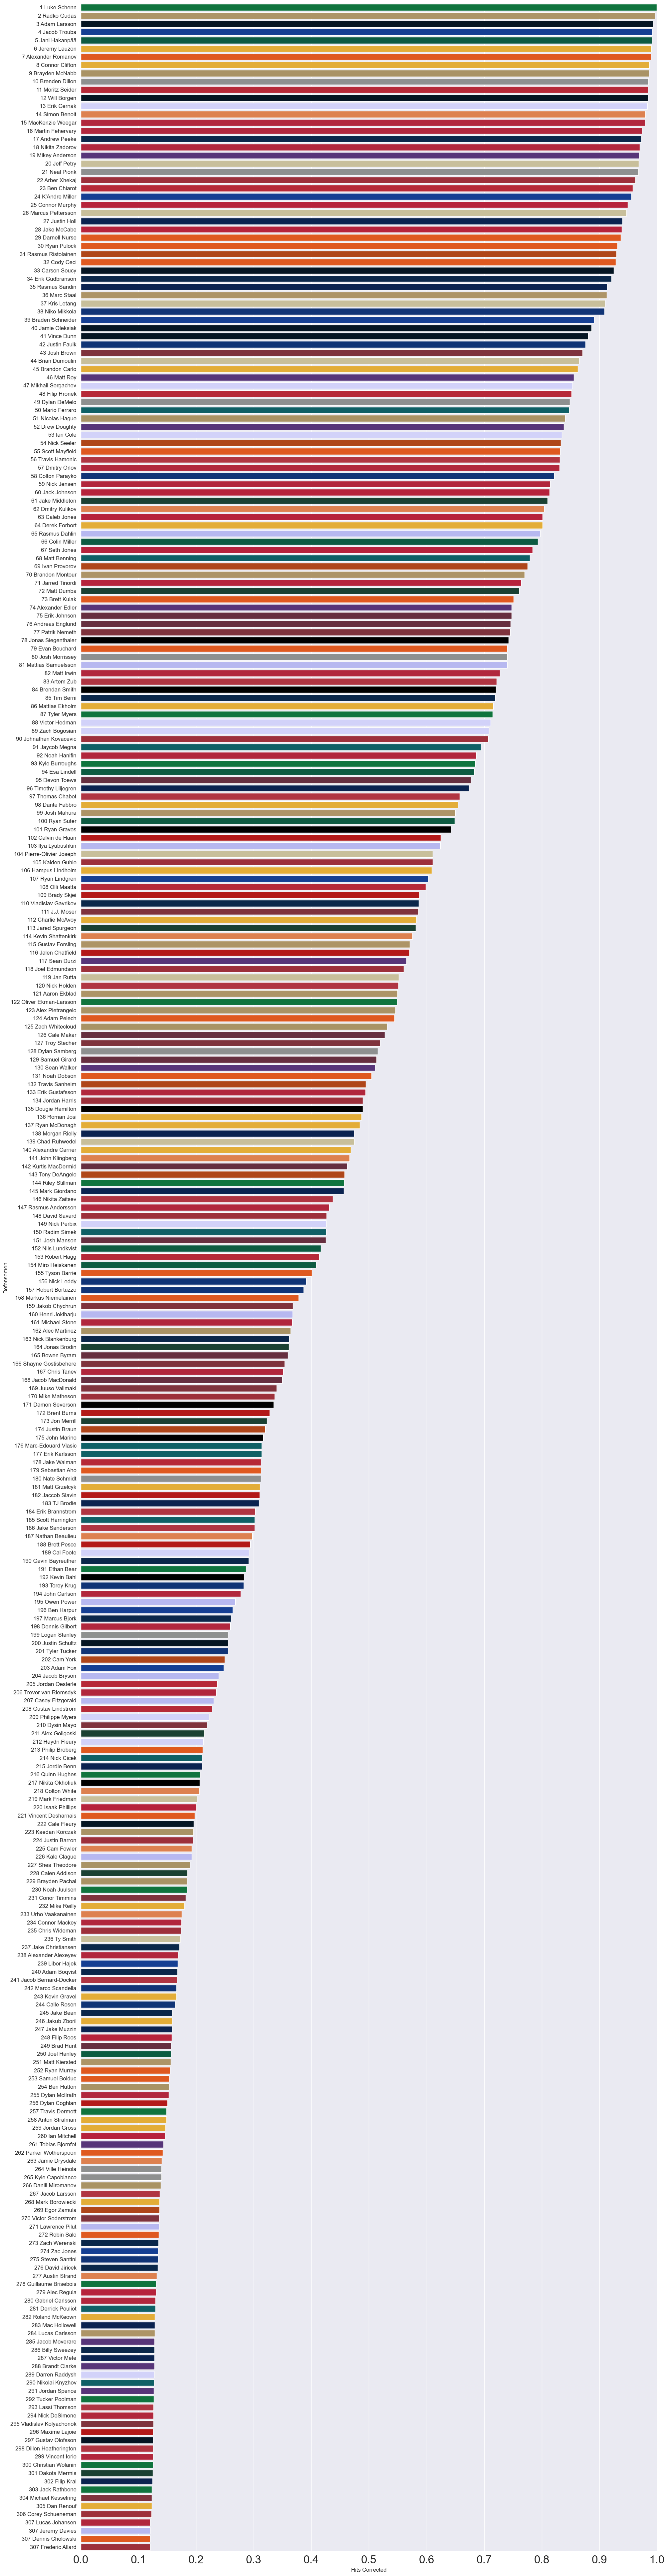 1 Luke Schenn
2 Radko Gudas
3 Adam Larsson
4 Jacob Trouba
5 Jani Hakanpää
6 Jeremy Lauzon
7 Alexander Romanov
8 Connor Clifton
9 Brayden McNabb
10 Brenden Dillon
11 Moritz Seider
12 Will Borgen
13 Erik Cernak
14 Simon Benoit
15 MacKenzie Weegar
16 Martin Fehervary
17 Andrew Peeke
18 Nikita Zadorov
19 Mikey Anderson
20 Jeff Petry
21 Neal Pionk
22 Arber Xhekaj
23 Ben Chiarot
24 K'Andre Miller
25 Connor Murphy
26 Marcus Pettersson
27 Justin Holl
28 Jake McCabe
29 Darnell Nurse
30 Ryan Pulock
31 Rasmus Ristolainen
32 Cody Ceci
33 Carson Soucy
34 Erik Gudbranson
35 Rasmus Sandin
36 Marc Staal
37 Kris Letang
38 Niko Mikkola
39 Braden Schneider
40 Jamie Oleksiak
41 Vince Dunn
42 Justin Faulk
43 Josh Brown
44 Brian Dumoulin
45 Brandon Carlo
46 Matt Roy
47 Mikhail Sergachev
48 Filip Hronek
49 Dylan DeMelo
50 Mario Ferraro
51 Nicolas Hague
52 Drew Doughty
53 Ian Cole
54 Nick Seeler
55 Scott Mayfield
56 Travis Hamonic
57 Dmitry Orlov
58 Colton Parayko
59 Nick Jensen
60 Jack Johnson
61 Jake Middleton
62 Dmitry Kulikov
63 Caleb Jones
64 Derek Forbort
65 Rasmus Dahlin
66 Colin Miller
67 Seth Jones
68 Matt Benning
69 Ivan Provorov
70 Brandon Montour
71 Jarred Tinordi
72 Matt Dumba
73 Brett Kulak
74 Alexander Edler
75 Erik Johnson
76 Andreas Englund
77 Patrik Nemeth
78 Jonas Siegenthaler
79 Evan Bouchard
80 Josh Morrissey
81 Mattias Samuelsson
82 Matt Irwin
83 Artem Zub
84 Brendan Smith
85 Tim Berni
86 Mattias Ekholm
87 Tyler Myers
88 Victor Hedman
89 Zach Bogosian
90 Johnathan Kovacevic
91 Jaycob Megna
92 Noah Hanifin
93 Kyle Burroughs
94 Esa Lindell
95 Devon Toews
96 Timothy Liljegren
97 Thomas Chabot
98 Dante Fabbro
99 Josh Mahura
100 Ryan Suter
101 Ryan Graves
102 Calvin de Haan
103 Ilya Lyubushkin
104 Pierre-Olivier Joseph
105 Kaiden Guhle
106 Hampus Lindholm
107 Ryan Lindgren
108 Olli Maatta
109 Brady Skjei
110 Vladislav Gavrikov
111 J.J. Moser
112 Charlie McAvoy
113 Jared Spurgeon
114 Kevin Shattenkirk
115 Gustav Forsling
116 Jalen Chatfield
117 Sean Durzi
118 Joel Edmundson
119 Jan Rutta
120 Nick Holden
121 Aaron Ekblad
122 Oliver Ekman-Larsson
123 Alex Pietrangelo
124 Adam Pelech
125 Zach Whitecloud
126 Cale Makar
127 Troy Stecher
128 Dylan Samberg
129 Samuel Girard
130 Sean Walker
131 Noah Dobson
132 Travis Sanheim
133 Erik Gustafsson
134 Jordan Harris
135 Dougie Hamilton
136 Roman Josi
137 Ryan McDonagh
138 Morgan Rielly
139 Chad Ruhwedel
140 Alexandre Carrier
141 John Klingberg
142 Kurtis MacDermid
143 Tony DeAngelo
144 Riley Stillman
145 Mark Giordano
146 Nikita Zaitsev
147 Rasmus Andersson
148 David Savard
149 Nick Perbix
150 Radim Simek
151 Josh Manson
152 Nils Lundkvist
153 Robert Hagg
154 Miro Heiskanen
155 Tyson Barrie
156 Nick Leddy
157 Robert Bortuzzo
158 Markus Niemelainen
159 Jakob Chychrun
160 Henri Jokiharju
161 Michael Stone
162 Alec Martinez
163 Nick Blankenburg
164 Jonas Brodin
165 Bowen Byram
166 Shayne Gostisbehere
167 Chris Tanev
168 Jacob MacDonald
169 Juuso Valimaki
170 Mike Matheson
171 Damon Severson
172 Brent Burns
173 Jon Merrill
174 Justin Braun
175 John Marino
176 Marc-Edouard Vlasic
177 Erik Karlsson
178 Jake Walman
179 Sebastian Aho
180 Nate Schmidt
181 Matt Grzelcyk
182 Jaccob Slavin
183 TJ Brodie
184 Erik Brannstrom
185 Scott Harrington
186 Jake Sanderson
187 Nathan Beaulieu
188 Brett Pesce
189 Cal Foote
190 Gavin Bayreuther
191 Ethan Bear
192 Kevin Bahl
193 Torey Krug
194 John Carlson
195 Owen Power
196 Ben Harpur
197 Marcus Bjork
198 Dennis Gilbert
199 Logan Stanley
200 Justin Schultz
201 Tyler Tucker
202 Cam York
203 Adam Fox
204 Jacob Bryson
205 Jordan Oesterle
206 Trevor van Riemsdyk
207 Casey Fitzgerald
208 Gustav Lindstrom
209 Philippe Myers
210 Dysin Mayo
211 Alex Goligoski
212 Haydn Fleury
213 Philip Broberg
214 Nick Cicek
215 Jordie Benn
216 Quinn Hughes
217 Nikita Okhotiuk
218 Colton White
219 Mark Friedman
220 Isaak Phillips
221 Vincent Desharnais
222 Cale Fleury
223 Kaedan Korczak
224 Justin Barron
225 Cam Fowler
226 Kale Clague
227 Shea Theodore
228 Calen Addison
229 Brayden Pachal
230 Noah Juulsen
231 Conor Timmins
232 Mike Reilly
233 Urho Vaakanainen
234 Connor Mackey
235 Chris Wideman
236 Ty Smith
237 Jake Christiansen
238 Alexander Alexeyev
239 Libor Hajek
240 Adam Boqvist
241 Jacob Bernard-Docker
242 Marco Scandella
243 Kevin Gravel
244 Calle Rosen
245 Jake Bean
246 Jakub Zboril
247 Jake Muzzin
248 Filip Roos
249 Brad Hunt
250 Joel Hanley
251 Matt Kiersted
252 Ryan Murray
253 Samuel Bolduc
254 Ben Hutton
255 Dylan McIlrath
256 Dylan Coghlan
257 Travis Dermott
258 Anton Stralman
259 Jordan Gross
260 Ian Mitchell
261 Tobias Bjornfot
262 Parker Wotherspoon
263 Jamie Drysdale
264 Ville Heinola
265 Kyle Capobianco
266 Daniil Miromanov
267 Jacob Larsson
268 Mark Borowiecki
269 Egor Zamula
270 Victor Soderstrom
271 Lawrence Pilut
272 Robin Salo
273 Zach Werenski
274 Zac Jones
275 Steven Santini
276 David Jiricek
277 Austin Strand
278 Guillaume Brisebois
279 Alec Regula
280 Gabriel Carlsson
281 Derrick Pouliot
282 Roland McKeown
283 Mac Hollowell
284 Lucas Carlsson
285 Jacob Moverare
286 Billy Sweezey
287 Victor Mete
288 Brandt Clarke
289 Darren Raddysh
290 Nikolai Knyzhov
291 Jordan Spence
292 Tucker Poolman
293 Lassi Thomson
294 Nick DeSimone
295 Vladislav Kolyachonok
296 Maxime Lajoie
297 Gustav Olofsson
298 Dillon Heatherington
299 Vincent Iorio
300 Christian Wolanin
301 Dakota Mermis
302 Filip Kral
303 Jack Rathbone
304 Michael Kesselring
305 Dan Renouf
306 Corey Schueneman
307 Lucas Johansen
307 Jeremy Davies
307 Dennis Cholowski
307 Frederic Allard
Defensemen
0.0 0.1 0.2 0.3 0.4 0.5 0.6 0.7 0.8 0.9 1.0
Hits Corrected